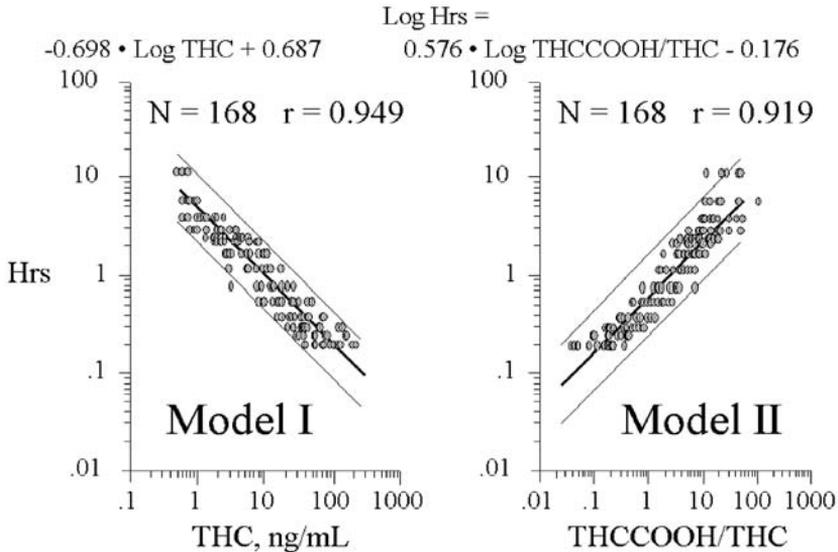 Log Hrs =
-0.698 • Log THC + 0.687
0.576 • Log THCCOOH/THC - 0.176
100
N = 168 r = 0.949
10
Hrs
1
.1
Model I
.01
.1 1 10 100 1000
THC, ng/mL
100
N = 168 r = 0.919
10
1
.1
Model II
.01
.01 .1 1 10 100 1000
THCCOOH/THC